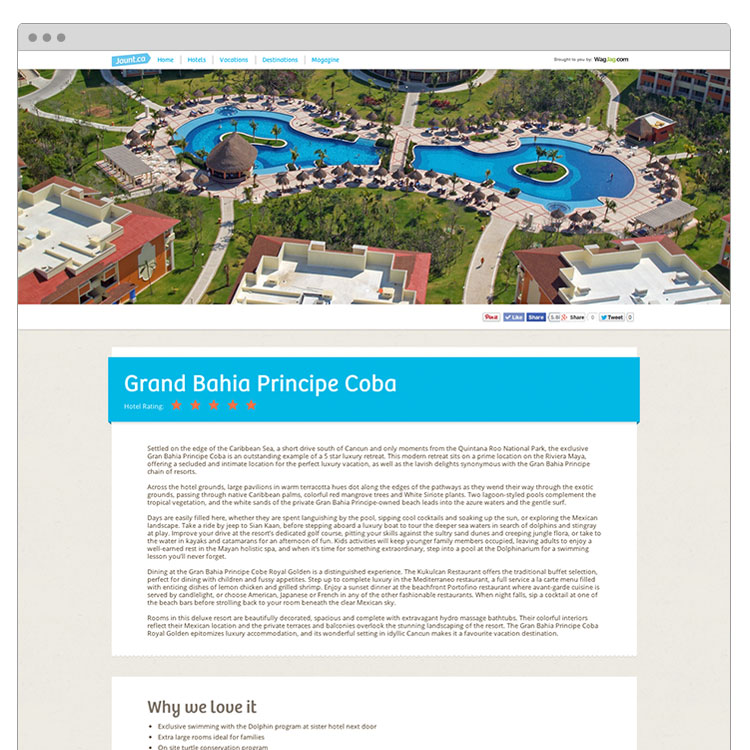 Jaunt.ca Home Hotels Vacations Destinations Magazine Brought to you by: WagJag.com
Pin it Like Share 5.8k Share 0 Tweet 0
Grand Bahia Principe Coba
Hotel Rating:
Settled on the edge of the Caribbean Sea, a short drive south of Cancun and only moments from the Quintana Roo National Park, the exclusive
Gran Bahia Principe Coba is an outstanding example of a 5 star luxury retreat. This modern retreat sits on a prime location on the Riviera Maya,
offering a secluded and intimate location for the perfect luxury vacation, as well as the lavish delights synonymous with the Gran Bahia Principe
chain of resorts.
Across the hotel grounds, large pavilions in warm terracotta hues dot along the edges of the pathways as they wend their way through the exotic
grounds, passing through native Caribbean palms, colorful red mangrove trees and White Siriote plants. Two lagoon-styled pools complement the
tropical vegetation, and the white sands of the private Gran Bahia Principe-owned beach leads into the azure waters and the gentle surf.
Days are easily filled here, whether they are spent languishing by the pool, sipping cool cocktails and soaking up the sun, or exploring the Mexican
landscape. Take a ride by jeep to Sian Kaan, before stepping aboard a luxury boat to tour the deeper sea waters in search of dolphins and stingray
at play. Improve your drive at the resort's dedicated golf course, pitting your skills against the sultry sand dunes and creeping jungle flora, or take to
the water in kayaks and catamarans for an afternoon of fun. Kids activities will keep your younger family members occupied, leaving adults to enjoy a
well-earned rest in the Mayan holistic spa, and when it's time for something extraordinary, step into a pool at the Dolphinarium for a swimming
lesson you'll never forget.
Dining at the Gran Bahia Principe Cobe Royal Golden is a distinguished experience. The Kukulcan Restaurant offers the traditional buffet selection,
perfect for dining with children and fussy appetites. Step up to complete luxury in the Mediterraneo restaurant, a full service a la carte menu filled
with enticing dishes of lemon chicken and grilled shrimp. Enjoy a sunset dinner at the beachfront Portofino restaurant where avant-garde cuisine is
served by candlelight, or choose American, Japanese or French in any of the other fashionable restaurants. When night falls, sip a cocktail at one of
the beach bars before strolling back to your room beneath the clear Mexican sky.
Rooms in this deluxe resort are beautifully decorated, spacious and complete with extravagant hydro massage bathtubs. Their colorful interiors
reflect their Mexican location and the private terraces and balconies overlook the stunning landscaping of the resort. The Gran Bahia Principe Coba
Royal Golden epitomizes luxury accommodation, and its wonderful setting in idyllic Cancun makes it a favourite vacation destination.
Why we love it
• Exclusive swimming with the Dolphin program at sister hotel next door
• Extra large rooms ideal for families
• On site turtle conservation program